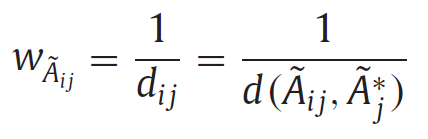 $w_{\tilde{A}_{ij}} = \frac{1}{d_{ij}} = \frac{1}{d(\tilde{A}_{ij}, \tilde{A}_j^*)}$